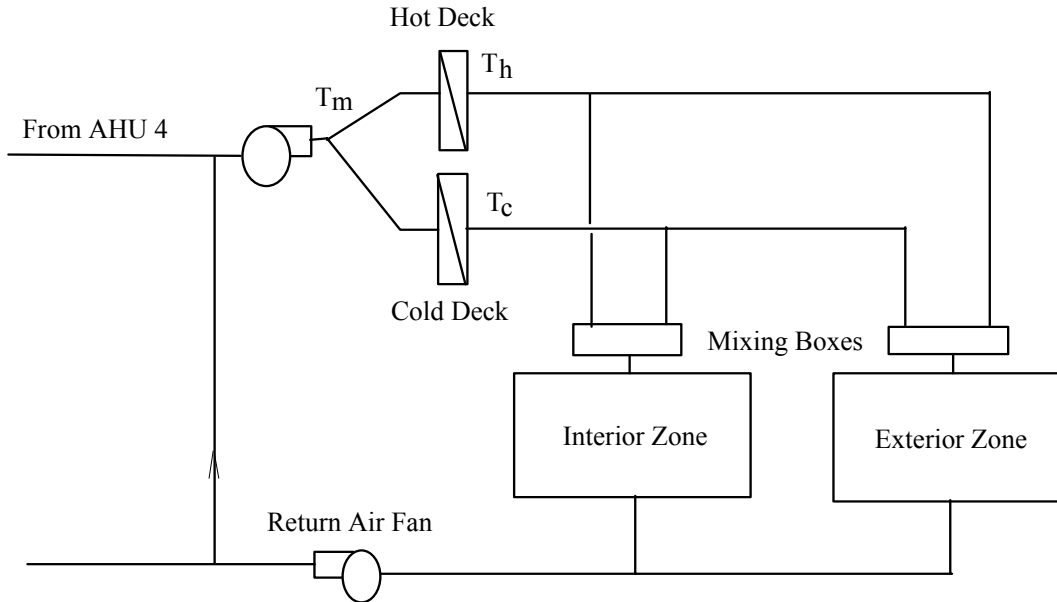 Hot Deck
Th
Tm
From AHU 4
Tc
Cold Deck
Mixing Boxes
Interior Zone
Exterior Zone
Return Air Fan